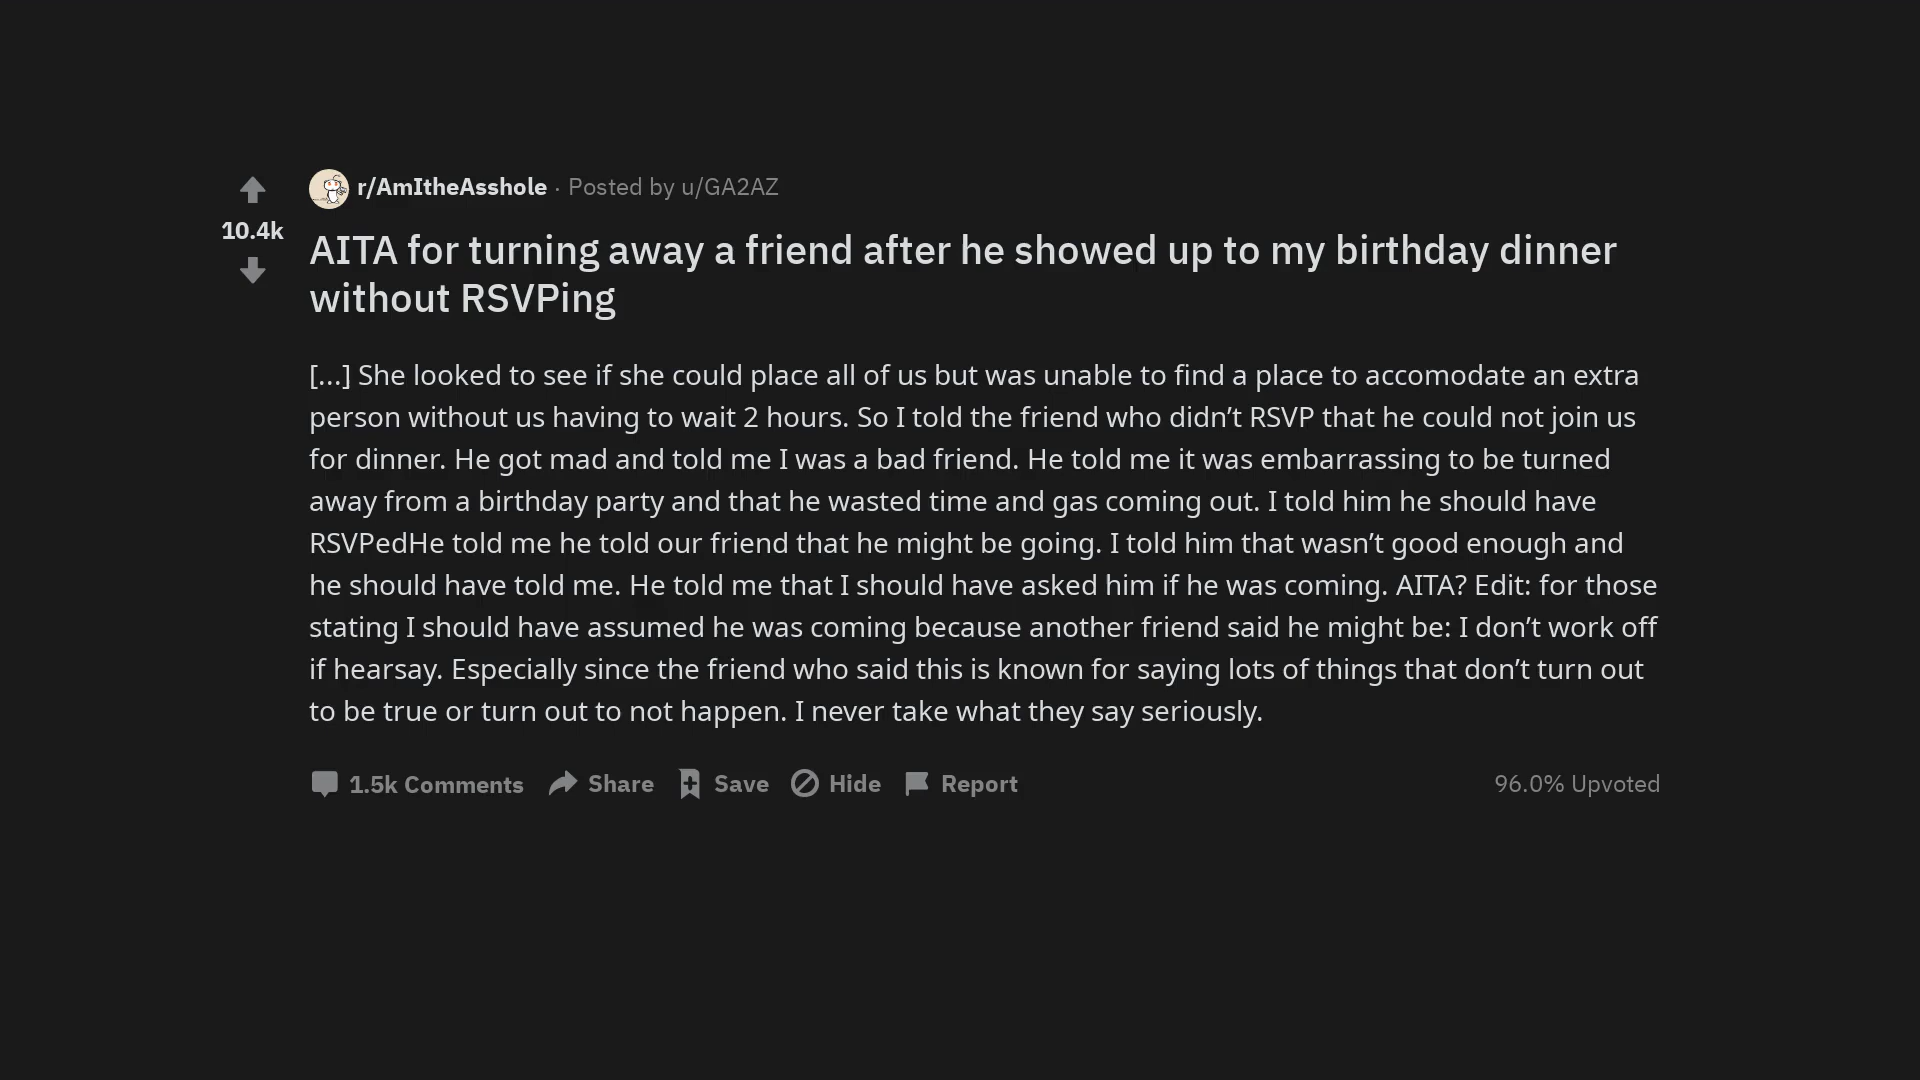 r/AmItheAsshole · Posted by u/GA2AZ
10.4k
AITA for turning away a friend after he showed up to my birthday dinner
without RSVPing
[...] She looked to see if she could place all of us but was unable to find a place to accomodate an extra
person without us having to wait 2 hours. So I told the friend who didn’t RSVP that he could not join us
for dinner. He got mad and told me I was a bad friend. He told me it was embarrassing to be turned
away from a birthday party and that he wasted time and gas coming out. I told him he should have
RSVPedHe told me he told our friend that he might be going. I told him that wasn’t good enough and
he should have told me. He told me that I should have asked him if he was coming. AITA? Edit: for those
stating I should have assumed he was coming because another friend said he might be: I don’t work off
if hearsay. Especially since the friend who said this is known for saying lots of things that don’t turn out
to be true or turn out to not happen. I never take what they say seriously.
1.5k Comments Share Save Hide Report 96.0% Upvoted